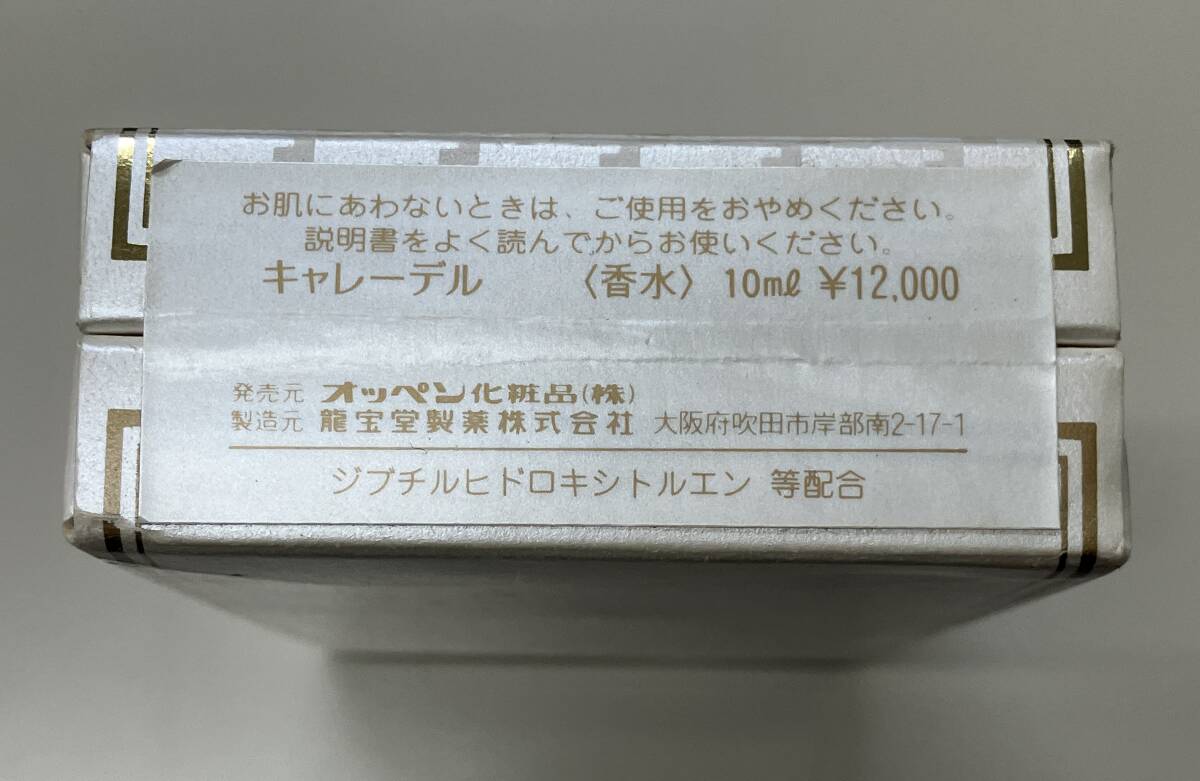 お肌にあわないときは、ご使用をおやめください。
説明書をよく読んでからお使いください。
キャレーデル 〈香水〉 10mℓ ¥12,000
発売元 オッペン化粧品(株)
製造元 龍宝堂製薬株式会社 大阪府吹田市岸部南2-17-1
ジブチルヒドロキシトルエン 等配合